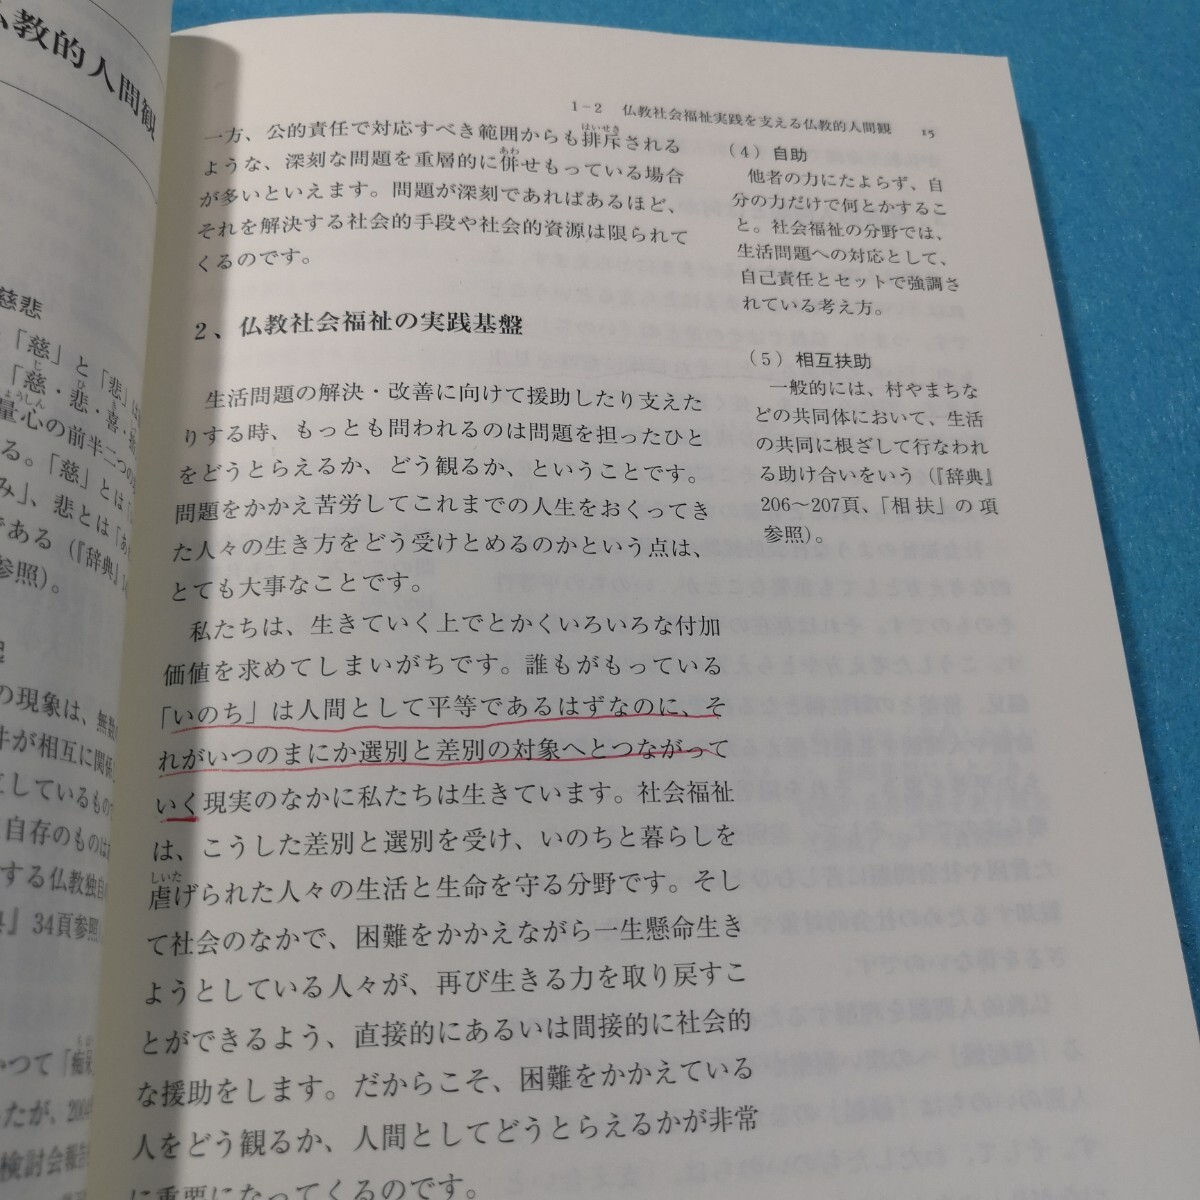 仏教的人間観
慈悲
「慈」と「悲」は
「慈・悲・喜・
量心の前半二つの
る。「慈」とは
み」、悲とは「
である（『辞典』
参照）。
の現象は、無数
件が相互に関係
しているもの
自存のものは
する仏教独自
』34頁参照
かつて「痴呆
ったが、2004
検討会報告
1-2 仏教社会福祉実践を支える仏教的人間観 15
一方、公的責任で対応すべき範囲からも排斥される
ような、深刻な問題を重層的に併せもっている場合
が多いといえます。問題が深刻であればあるほど、
それを解決する社会的手段や社会的資源は限られて
くるのです。
2、仏教社会福祉の実践基盤
生活問題の解決・改善に向けて援助したり支えた
りする時、もっとも問われるのは問題を担ったひと
をどうとらえるか、どう観るか、ということです。
問題をかかえ苦労してこれまでの人生をおくってき
た人々の生き方をどう受けとめるのかという点は、
とても大事なことです。
私たちは、生きていく上でとかくいろいろな付加
価値を求めてしまいがちです。誰もがもっている
「いのち」は人間として平等であるはずなのに、そ
れがいつのまにか選別と差別の対象へとつながって
いく現実のなかに私たちは生きています。社会福祉
は、こうした差別と選別を受け、いのちと暮らしを
虐げられた人々の生活と生命を守る分野です。そし
て社会のなかで、困難をかかえながら一生懸命生き
ようとしている人々が、再び生きる力を取り戻すこ
とができるよう、直接的にあるいは間接的に社会的
な援助をします。だからこそ、困難をかかえている
人をどう観るか、人間としてどうとらえるかが非常
に重要になってくるのです。
（4）自助
他者の力にたよらず、自
分の力だけで何とかするこ
と。社会福祉の分野では、
生活問題への対応として、
自己責任とセットで強調さ
れている考え方。
（5）相互扶助
一般的には、村やまちな
どの共同体において、生活
の共同に根ざして行なわれ
る助け合いをいう（『辞典』
206〜207頁、「相扶」の項
参照）。